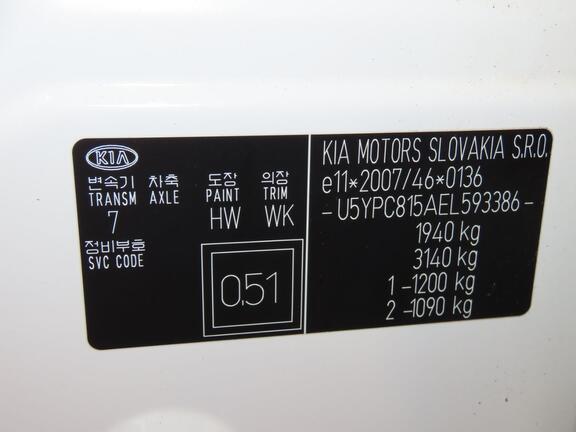 KIA
변속기 차축 도장 의장
TRANSM AXLE PAINT TRIM
7 HW WK
정비부호
SVC CODE
0.51
KIA MOTORS SLOVAKIA S.R.O.
e11*2007/46*0136
-U5YPC815AEL593386-
1940 kg
3140 kg
1-1200 kg
2-1090 kg